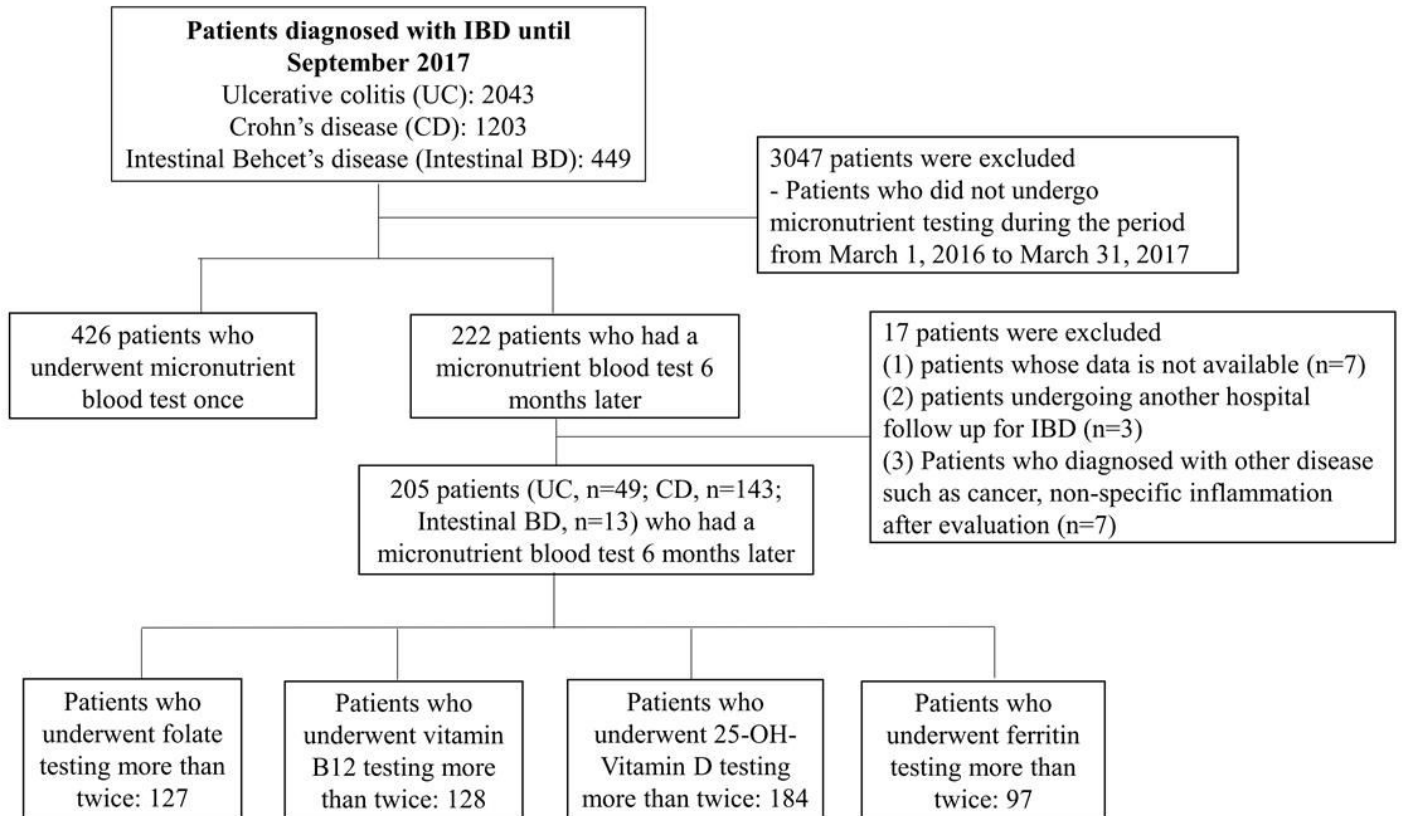 Patients diagnosed with IBD until
September 2017
Ulcerative colitis (UC): 2043
Crohn’s disease (CD): 1203
Intestinal Behcet’s disease (Intestinal BD): 449
3047 patients were excluded
- Patients who did not undergo
micronutrient testing during the period
from March 1, 2016 to March 31, 2017
426 patients who
underwent micronutrient
blood test once
222 patients who had a
micronutrient blood test 6
months later
17 patients were excluded
(1) patients whose data is not available (n=7)
(2) patients undergoing another hospital
follow up for IBD (n=3)
(3) Patients who diagnosed with other disease
such as cancer, non-specific inflammation
after evaluation (n=7)
205 patients (UC, n=49; CD, n=143;
Intestinal BD, n=13) who had a
micronutrient blood test 6 months later
Patients who
underwent folate
testing more than
twice: 127
Patients who
underwent vitamin
B12 testing more
than twice: 128
Patients who
underwent 25-OH-
Vitamin D testing
more than twice: 184
Patients who
underwent ferritin
testing more than
twice: 97